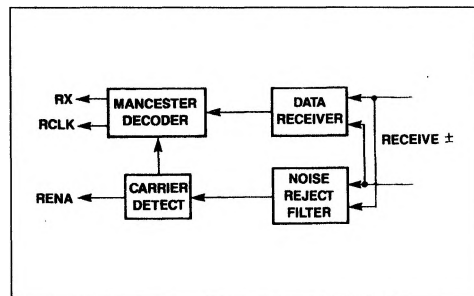 RX
RCLK
MANCESTER
DECODER
DATA
RECEIVER
RECEIVE ±
RENA
CARRIER
DETECT
NOISE
REJECT
FILTER